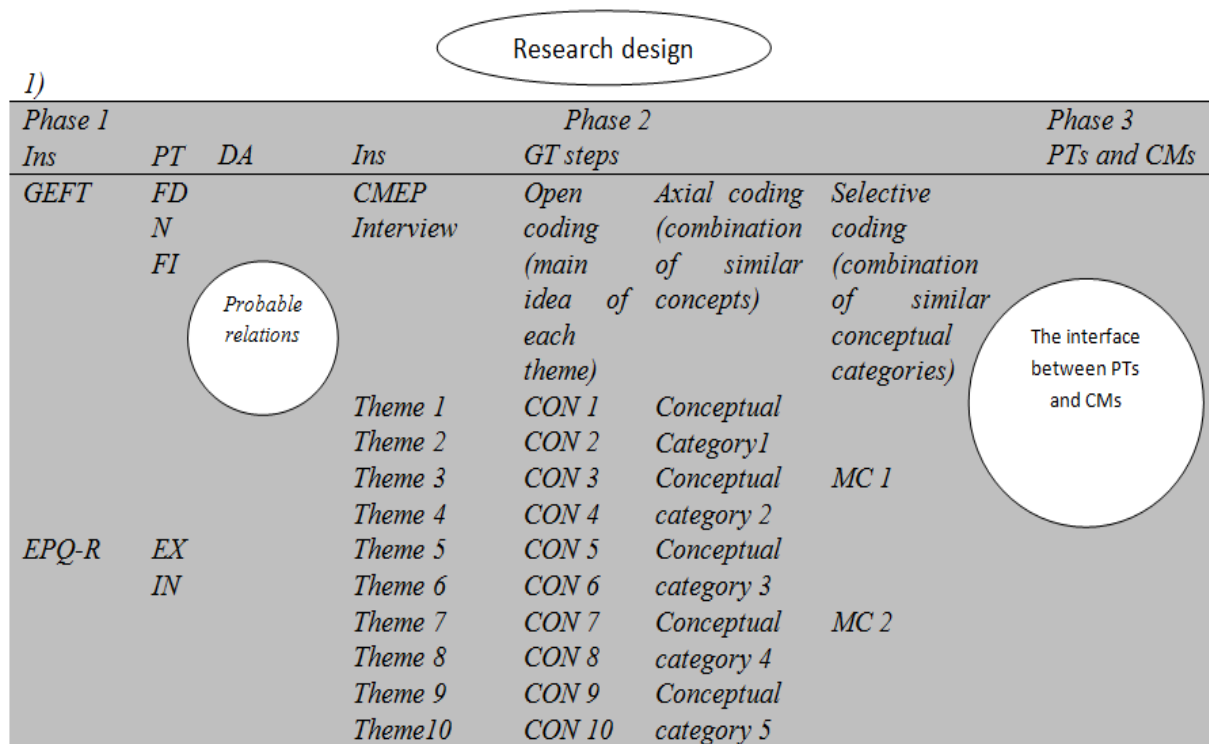 Research design
1)
Phase 1 Phase 2 Phase 3
Ins PT DA Ins GT steps PTs and CMs
GEFT FD CMEP Open Axial coding Selective
N Interview coding (combination coding
FI (main of similar (combination
Probable idea of concepts) of similar
relations each conceptual The interface
theme) categories) between PTs
and CMs
Theme 1 CON 1 Conceptual
Theme 2 CON 2 Category1
Theme 3 CON 3 Conceptual MC 1
Theme 4 CON 4 category 2
EPQ-R EX Theme 5 CON 5 Conceptual
IN Theme 6 CON 6 category 3
Theme 7 CON 7 Conceptual MC 2
Theme 8 CON 8 category 4
Theme 9 CON 9 Conceptual
Theme10 CON 10 category 5